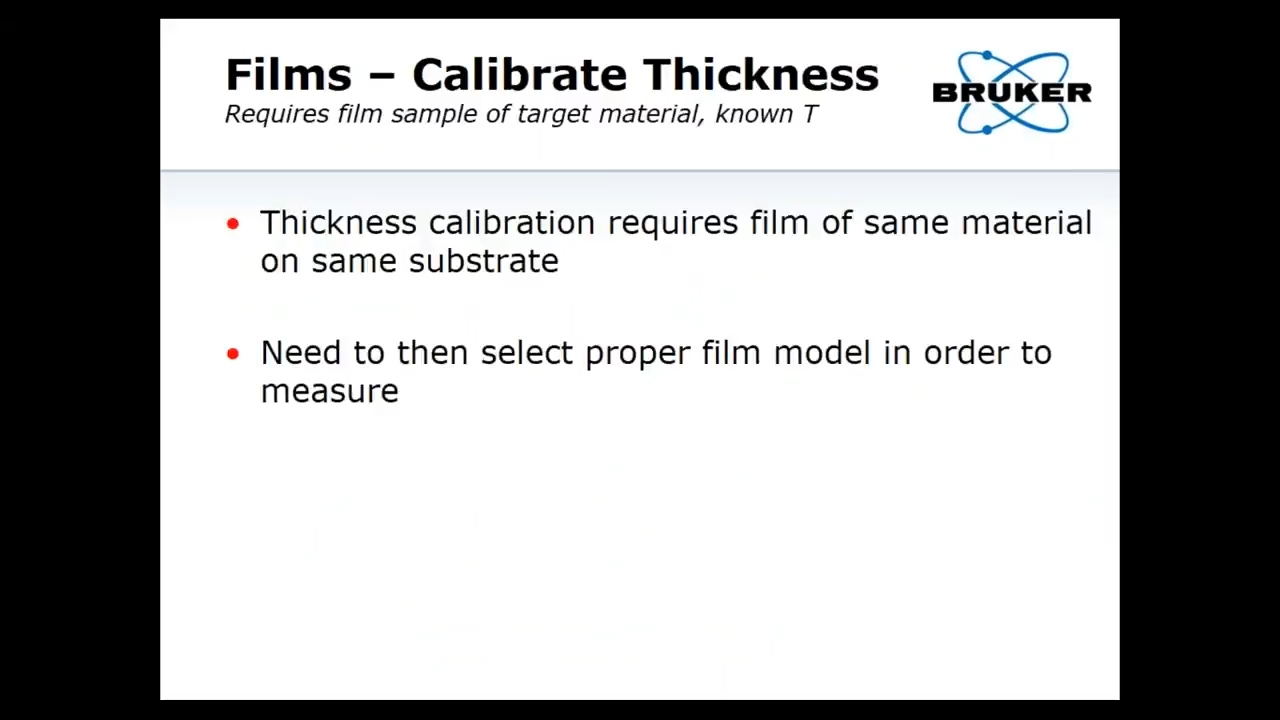 Films – Calibrate Thickness
Requires film sample of target material, known T
BRUKER
• Thickness calibration requires film of same material
on same substrate
• Need to then select proper film model in order to
measure